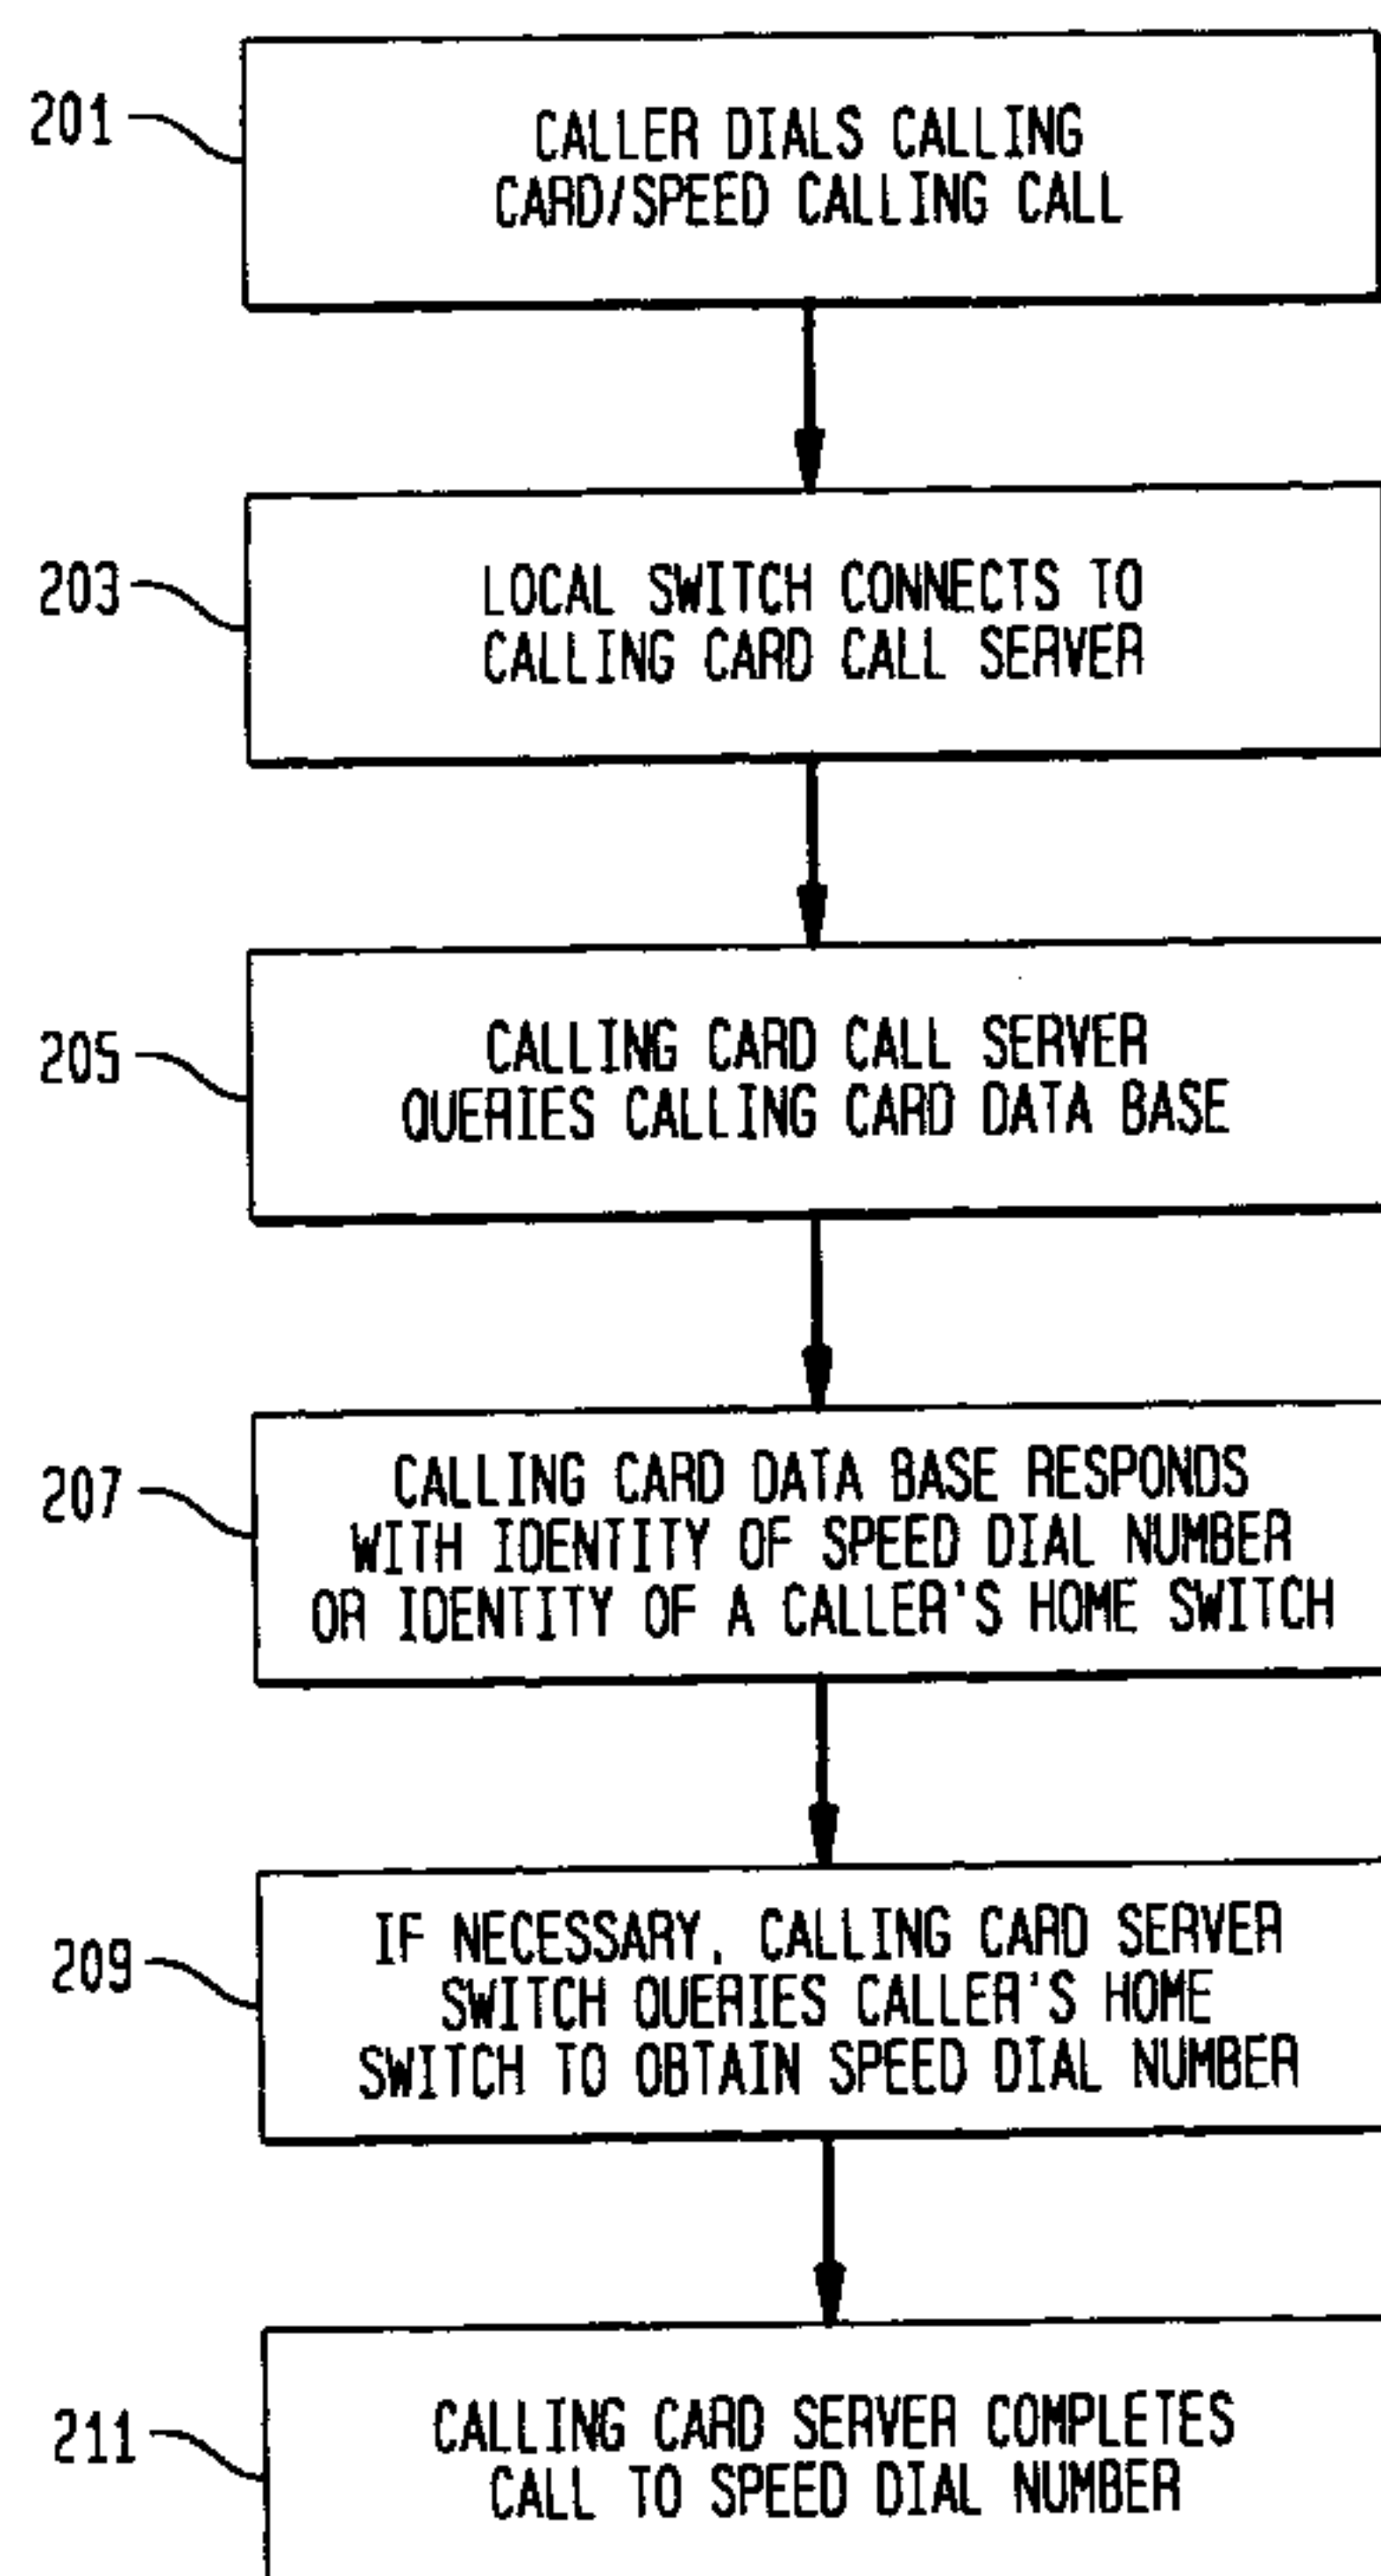 201
CALLER DIALS CALLING
CARD/SPEED CALLING CALL
203
LOCAL SWITCH CONNECTS TO
CALLING CARD CALL SERVER
205
CALLING CARD CALL SERVER
QUERIES CALLING CARD DATA BASE
207
CALLING CARD DATA BASE RESPONDS
WITH IDENTITY OF SPEED DIAL NUMBER
OR IDENTITY OF A CALLER'S HOME SWITCH
209
IF NECESSARY, CALLING CARD SERVER
SWITCH QUERIES CALLER'S HOME
SWITCH TO OBTAIN SPEED DIAL NUMBER
211
CALLING CARD SERVER COMPLETES
CALL TO SPEED DIAL NUMBER